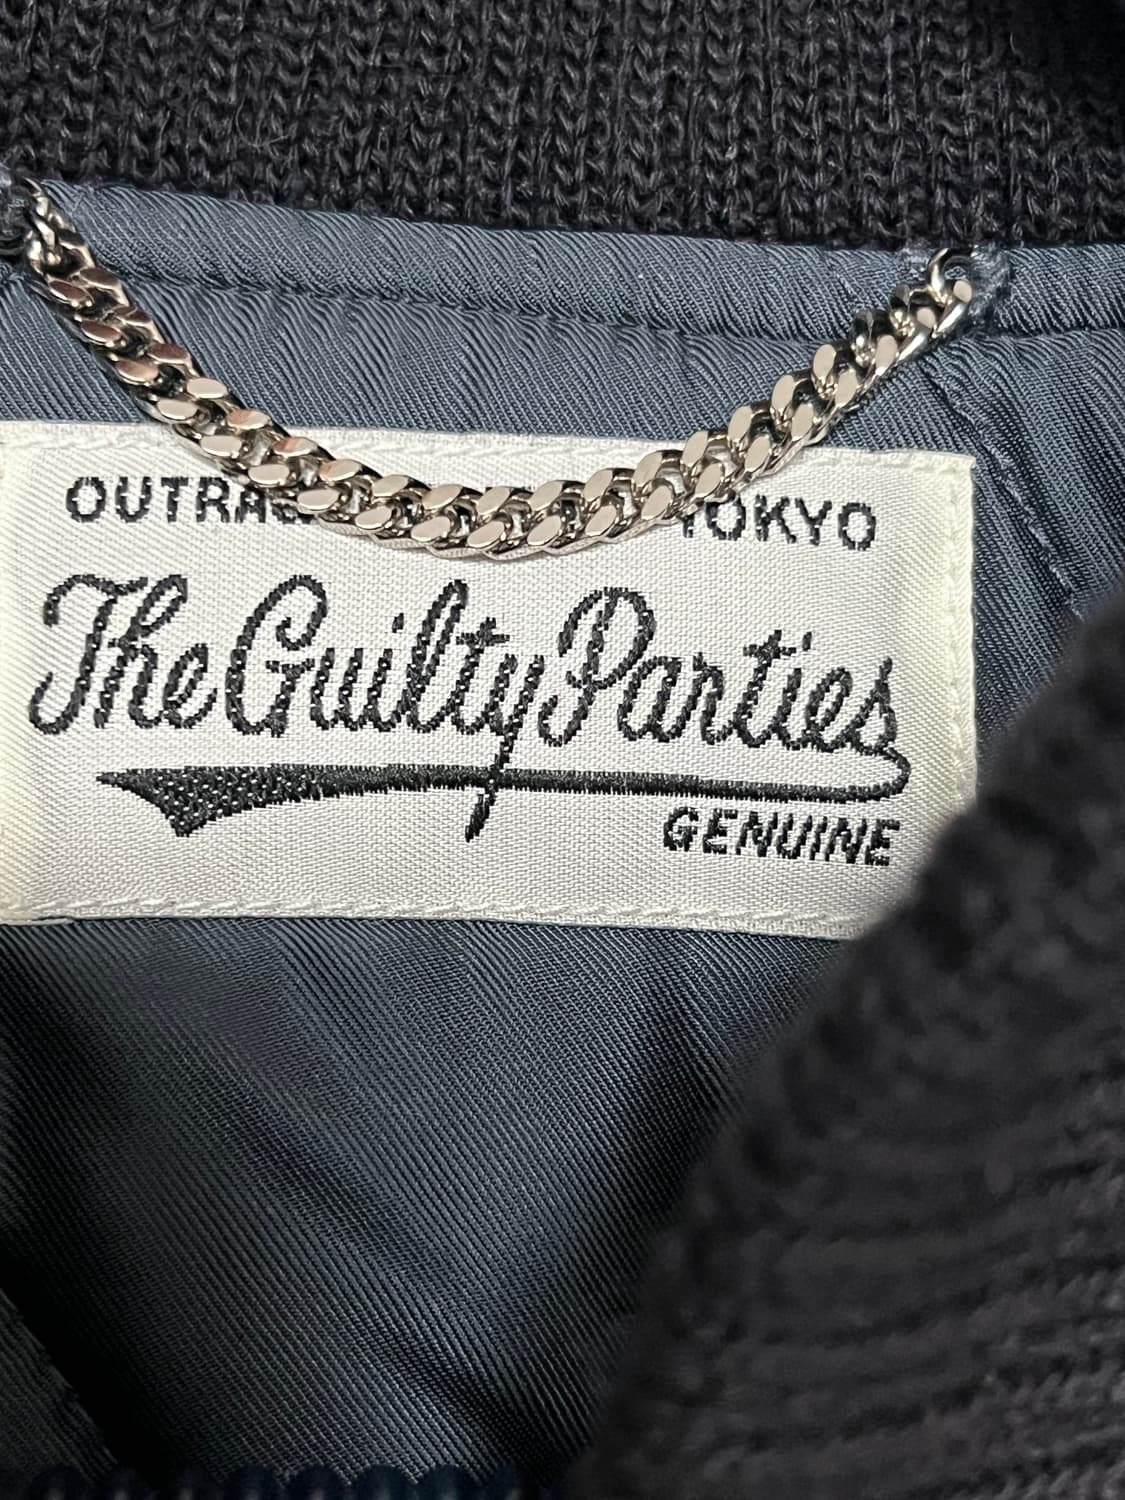 TOKYO
The Guilty Parties
GENUINE